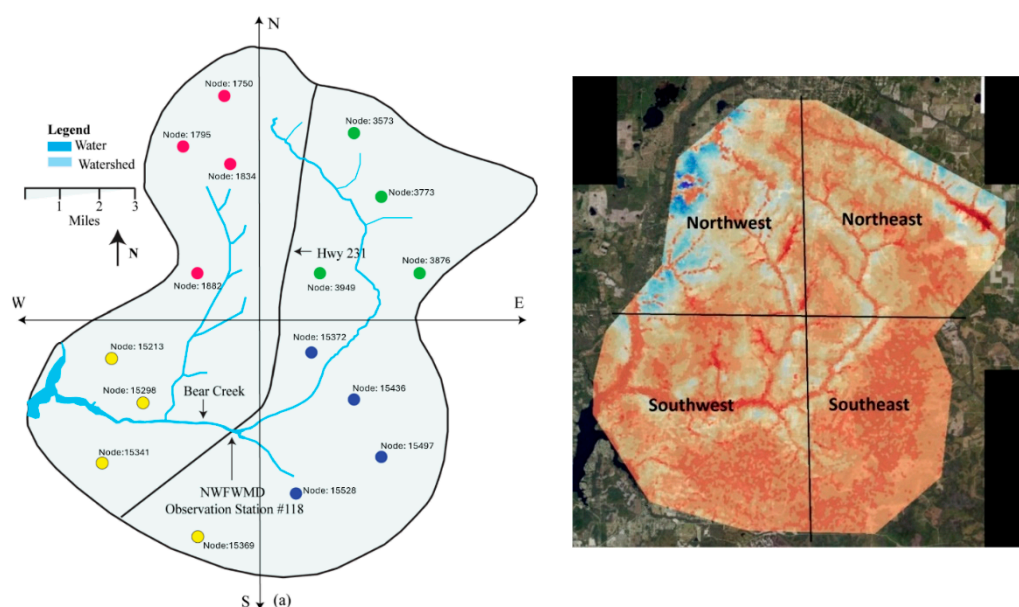 N
Node: 1750
Node: 1795
Node: 1834
Node: 3573
Legend
Water
Watershed
1
2
3
Miles
N
Node:3773
Hwy 231
Node: 3876
Node: 1882
Node: 3949
W
E
Node: 15213
Node: 15372
Node: 15298
Bear Creek
Node: 15436
Node:15341
Node: 15497
NWFWMD
Observation Station #118
Node: 15528
Node:15369
S
(a)
Northwest
Northeast
Southwest
Southeast